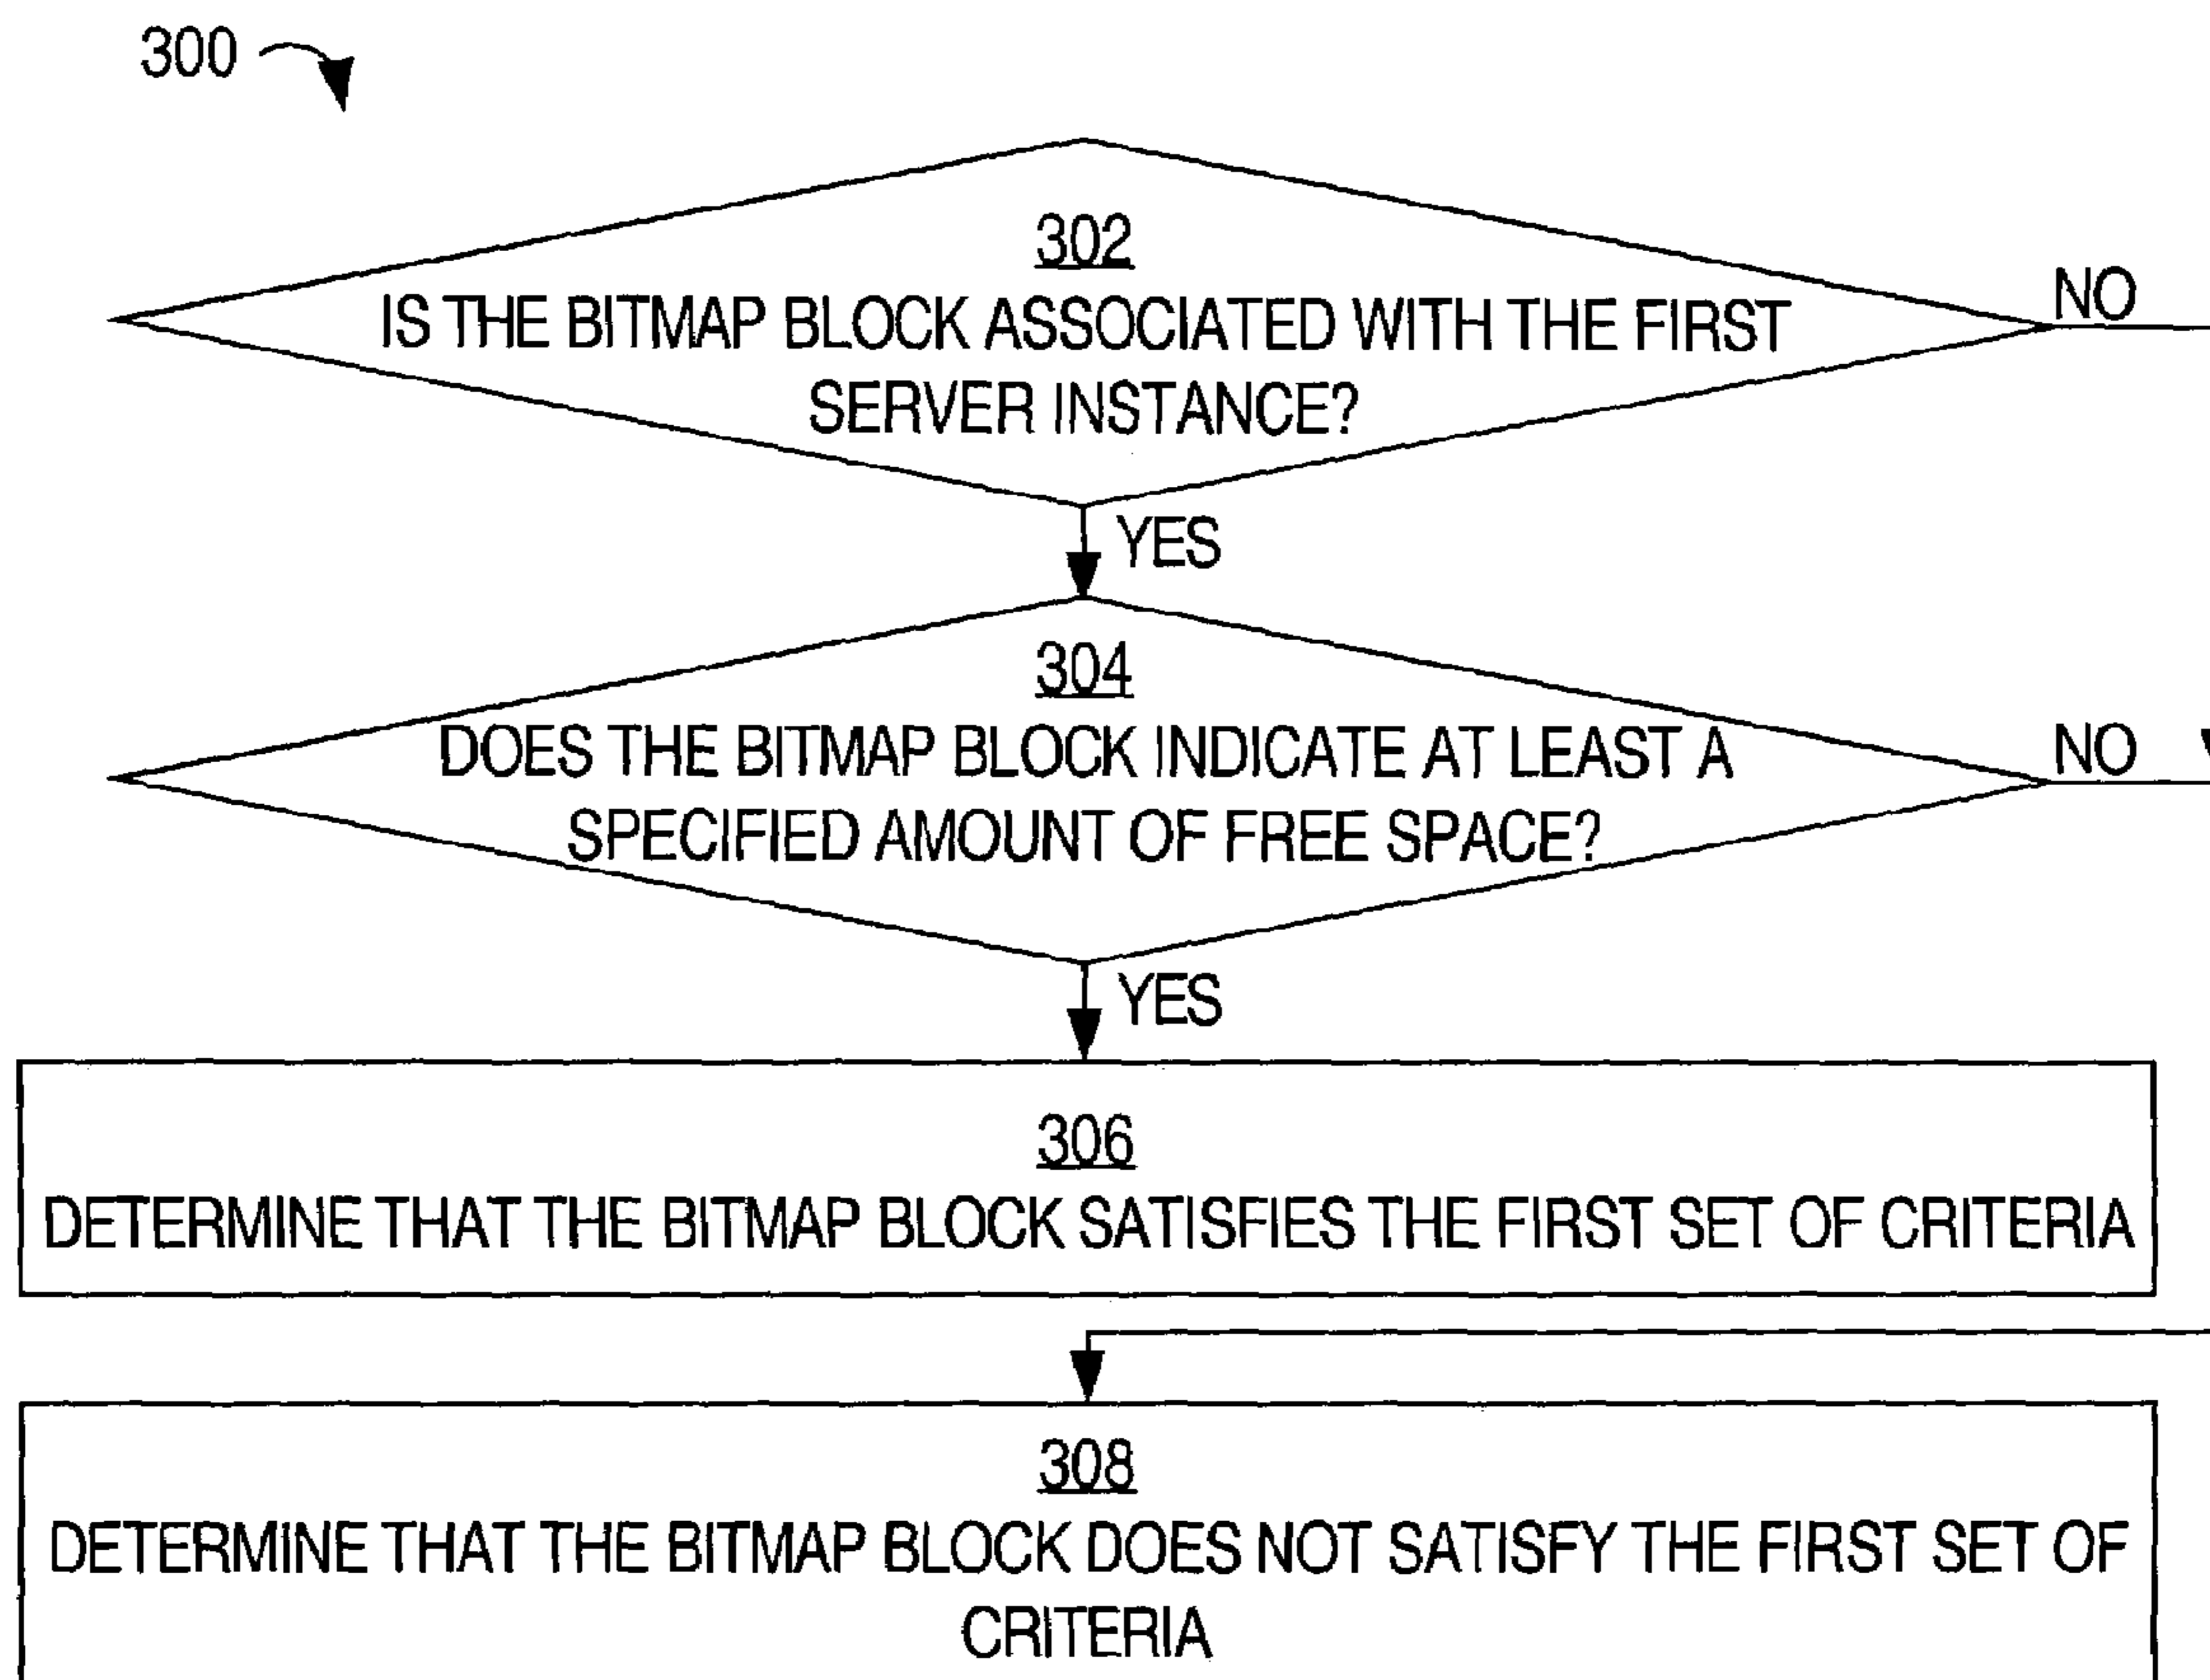 300
302
IS THE BITMAP BLOCK ASSOCIATED WITH THE FIRST
SERVER INSTANCE?
NO
YES
304
DOES THE BITMAP BLOCK INDICATE AT LEAST A
SPECIFIED AMOUNT OF FREE SPACE?
NO
YES
306
DETERMINE THAT THE BITMAP BLOCK SATISFIES THE FIRST SET OF CRITERIA
308
DETERMINE THAT THE BITMAP BLOCK DOES NOT SATISFY THE FIRST SET OF
CRITERIA